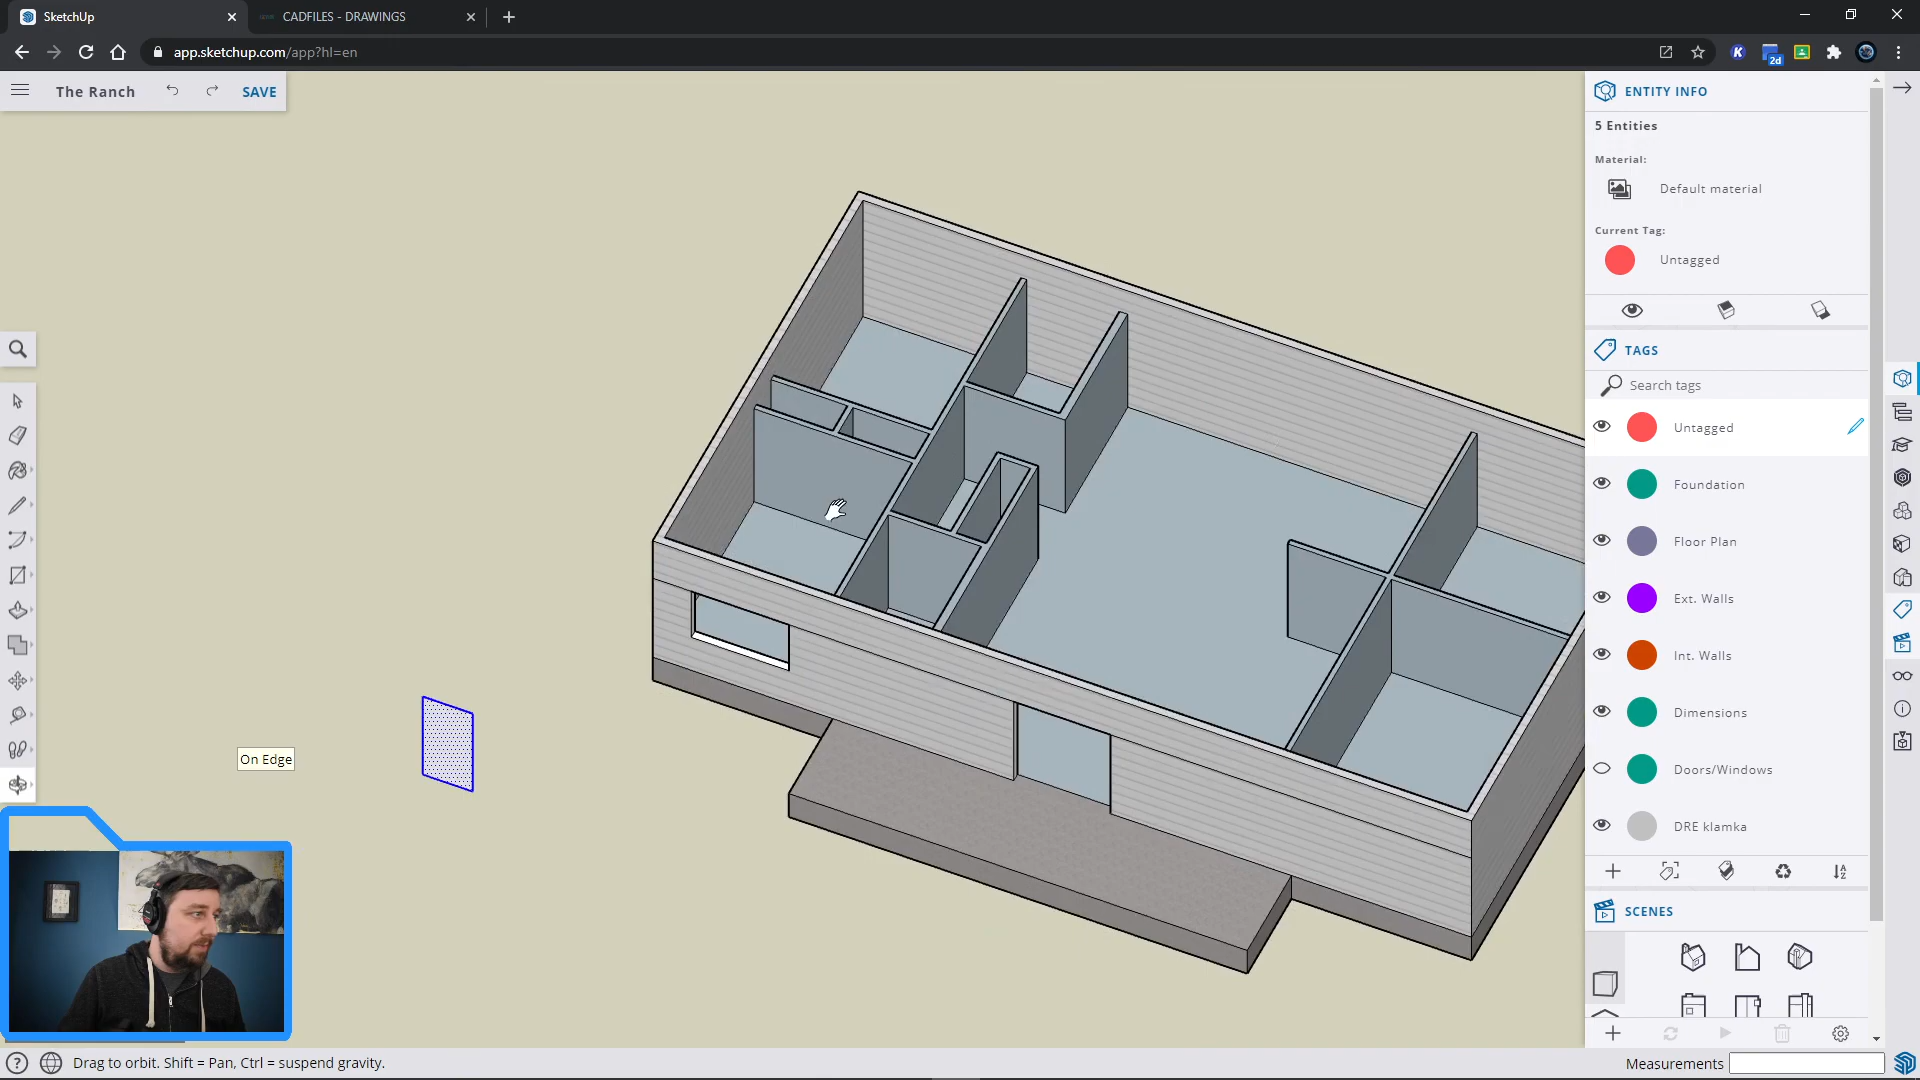 SketchUp
CADFILES - DRAWINGS
app.sketchup.com/app?hl=en
K
2d
The Ranch
SAVE
ENTITY INFO
5 Entities
Material:
Default material
Current Tag:
Untagged
TAGS
Search tags
Untagged
Foundation
Floor Plan
Ext. Walls
Int. Walls
Dimensions
Doors/Windows
DRE klamka
SCENES
On Edge
Drag to orbit. Shift = Pan, Ctrl = suspend gravity.
Measurements